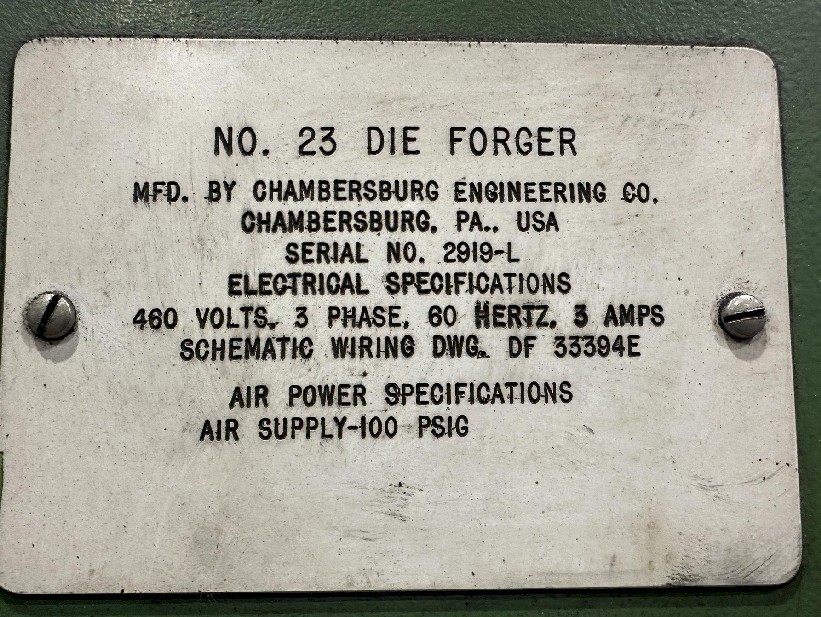 NO. 23 DIE FORGER
MFD. BY CHAMBERSBURG ENGINEERING CO.
CHAMBERSBURG, PA., USA
SERIAL NO. 2919-L
ELECTRICAL SPECIFICATIONS
460 VOLTS, 3 PHASE, 60 HERTZ, 3 AMPS
SCHEMATIC WIRING DWG. DF 33394E
AIR POWER SPECIFICATIONS
AIR SUPPLY-100 PSIG